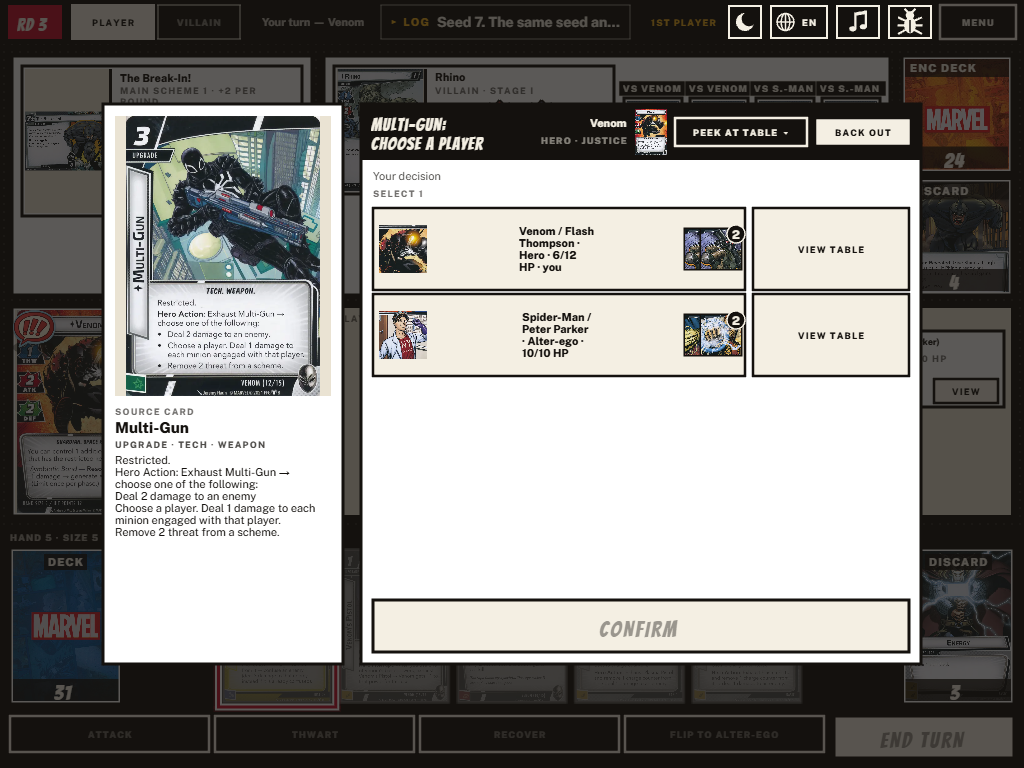 RD 3
PLAYER
VILLAIN
Your turn — Venom
LOG Seed 7. The same seed an...
1ST PLAYER
EN
MENU
The Break-In!
MAIN SCHEME 1 · +2 PER
ROUND
Rhino
VILLAIN · STAGE I
VS VENOM
VS VENOM
VS S.-MAN
VS S.-MAN
ENC DECK
MARVEL
24
3
UPGRADE
Multi-Gun
TECH. WEAPON.
Restricted.
Hero Action: Exhaust Multi-Gun →
choose one of the following:
• Deal 2 damage to an enemy.
• Choose a player. Deal 1 damage to
each minion engaged with that player.
• Remove 2 threat from a scheme.
VENOM (12/15)
SOURCE CARD
Multi-Gun
UPGRADE · TECH · WEAPON
Restricted.
Hero Action: Exhaust Multi-Gun →
choose one of the following:
Deal 2 damage to an enemy
Choose a player. Deal 1 damage to each
minion engaged with that player.
Remove 2 threat from a scheme.
MULTI-GUN:
CHOOSE A PLAYER
Venom
HERO · JUSTICE
PEEK AT TABLE
BACK OUT
Your decision
SELECT 1
Venom / Flash
Thompson ·
Hero · 6/12
HP · you
2
VIEW TABLE
Spider-Man /
Peter Parker
· Alter-ego ·
10/10 HP
2
VIEW TABLE
CONFIRM
SCARD
4
ker)
HP
VIEW
HAND 5 · SIZE 5
DECK
MARVEL
31
DISCARD
ENERGY
3
ATTACK
THWART
RECOVER
FLIP TO ALTER-EGO
END TURN